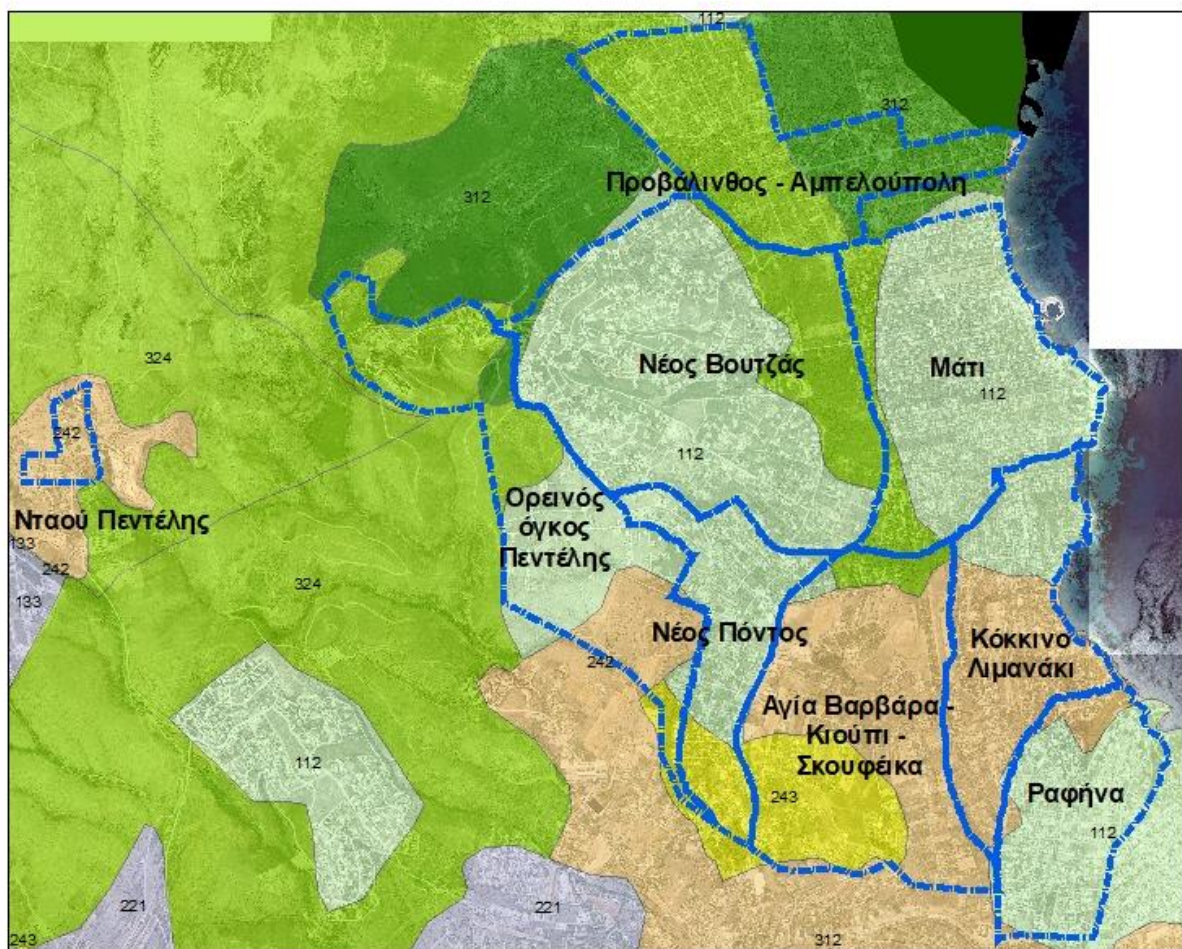 112
312
Προβάλινθος - Αμπελούπολη
312
324
Νέος Βουτζάς
Μάτι
112
242
112
Ορεινός
όγκος
Πεντέλης
Νταού Πεντέλης
133
242
133
324
Νέος Πόντος
242
Κόκκινο
Λιμανάκι
Αγία Βαρβάρα -
Κιούπι -
Σκουφέικα
112
243
Ραφήνα
112
221
221
243
312